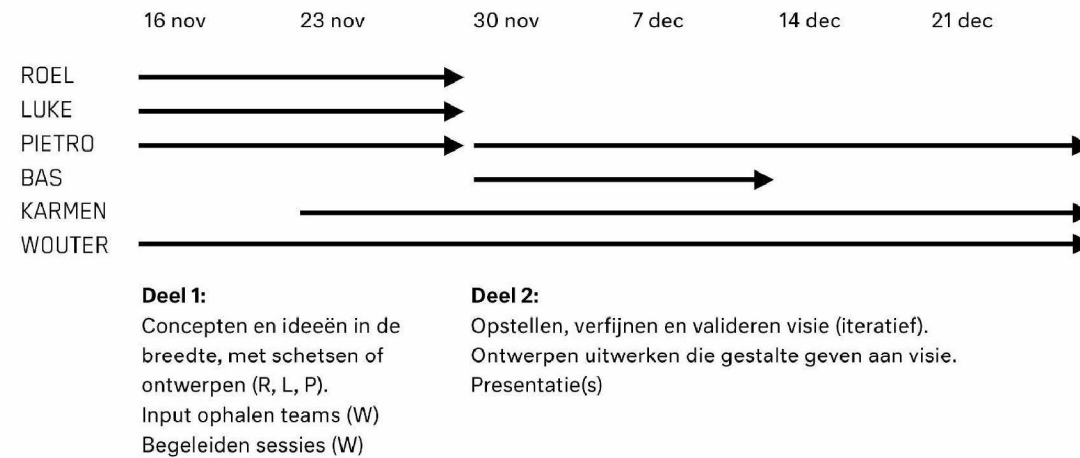 16 nov 23 nov 30 nov 7 dec 14 dec 21 dec
ROEL
LUKE
PIETRO
BAS
KARMEN
WOUTER
Deel 1:
Concepten en ideeën in de
breedte, met schetsen of
ontwerpen (R, L, P).
Input ophalen teams (W)
Begeleiden sessies (W)
Deel 2:
Opstellen, verfijnen en valideren visie (iteratief).
Ontwerpen uitwerken die gestalte geven aan visie.
Presentatie(s)